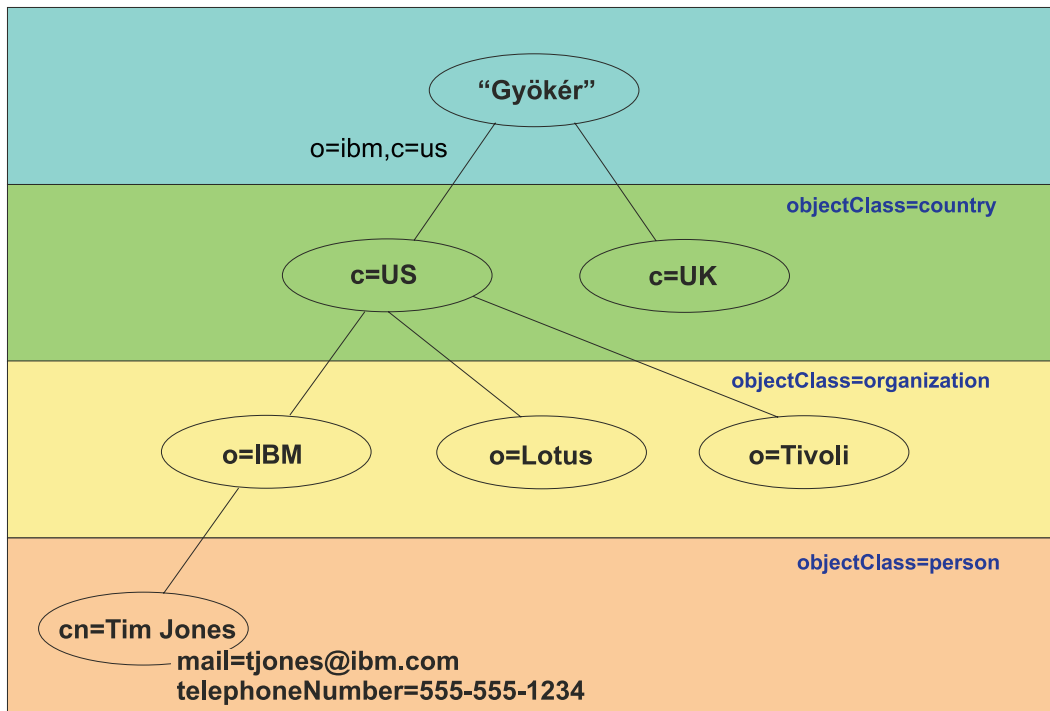 “Gyökér”
o=ibm,c=us
objectClass=country
c=US
c=UK
objectClass=organization
o=IBM
o=Lotus
o=Tivoli
objectClass=person
cn=Tim Jones
mail=tjones@ibm.com
telephoneNumber=555-555-1234